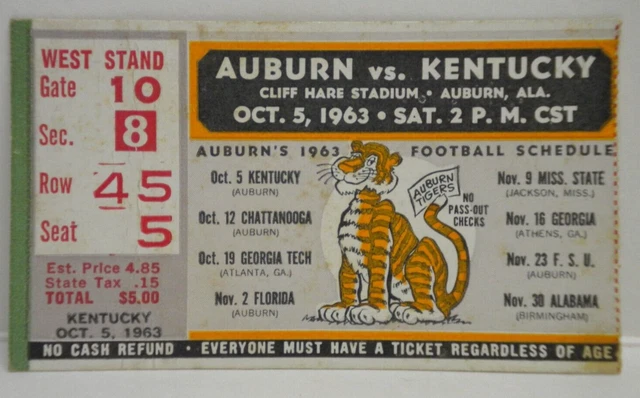 WEST STAND
Gate 10
Sec. 8
Row 45
Seat 5
Est. Price 4.85
State Tax .15
TOTAL $5.00
KENTUCKY
OCT. 5, 1963
AUBURN vs. KENTUCKY
CLIFF HARE STADIUM • AUBURN, ALA.
OCT. 5, 1963 • SAT. 2 P. M. CST
AUBURN'S 1963 FOOTBALL SCHEDULE
Oct. 5 KENTUCKY
(AUBURN)
Oct. 12 CHATTANOOGA
(AUBURN)
Oct. 19 GEORGIA TECH
(ATLANTA, GA.)
Nov. 2 FLORIDA
(AUBURN)
AUBURN
TIGERS
NO
PASS-OUT
CHECKS
Nov. 9 MISS. STATE
(JACKSON, MISS.)
Nov. 16 GEORGIA
(ATHENS, GA.)
Nov. 23 F. S. U.
(AUBURN)
Nov. 30 ALABAMA
(BIRMINGHAM)
NO CASH REFUND • EVERYONE MUST HAVE A TICKET REGARDLESS OF AGE